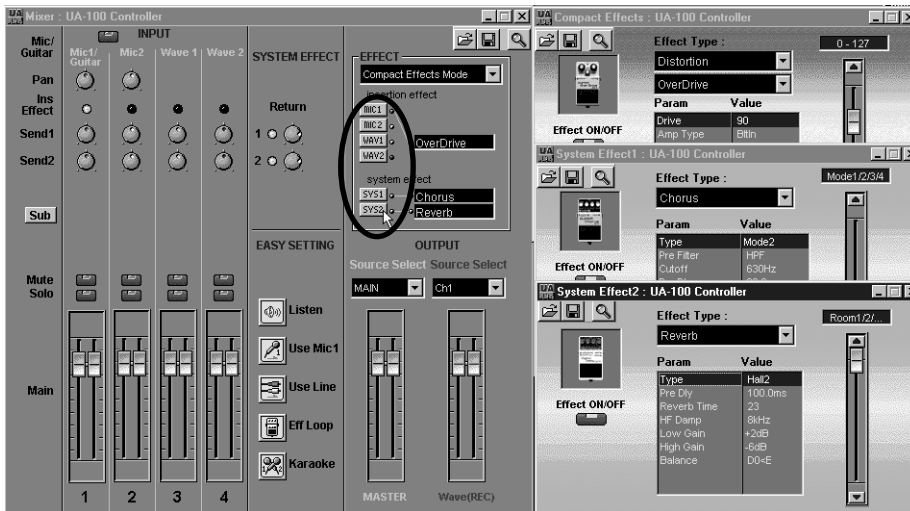 Mixer : UA-100 Controller
Mic/
Guitar
INPUT
Mic1/
Guitar
Mic2
Wave 1
Wave 2
Pan
Ins
Effect
Send1
Send2
Sub
Mute
Solo
Main
1
2
3
4
SYSTEM EFFECT
Return
1
2
EASY SETTING
Listen
Use Mic1
Use Line
Eff Loop
Karaoke
EFFECT
Compact Effects Mode
insertion effect
MIC1
MIC2
WAV1
WAV2
OverDrive
system effect
SYS1
Chorus
SYS2
Reverb
OUTPUT
Source Select
Source Select
MAIN
Ch1
MASTER
Wave(REC)
Compact Effects : UA-100 Controller
Effect Type :
Distortion
OverDrive
0 - 127
Param
Value
Drive
90
Amp Type
BltIn
Effect ON/OFF
System Effect1 : UA-100 Controller
Effect Type :
Chorus
Mode1/2/3/4
Param
Value
Type
Mode2
Pre Filter
HPF
Cutoff
630Hz
Effect ON/OFF
System Effect2 : UA-100 Controller
Effect Type :
Reverb
Room1/2/...
Param
Value
Type
Hall2
Pre Dly
100.0ms
Reverb Time
23
HF Damp
8kHz
Low Gain
+2dB
High Gain
-6dB
Balance
D0<E
Effect ON/OFF